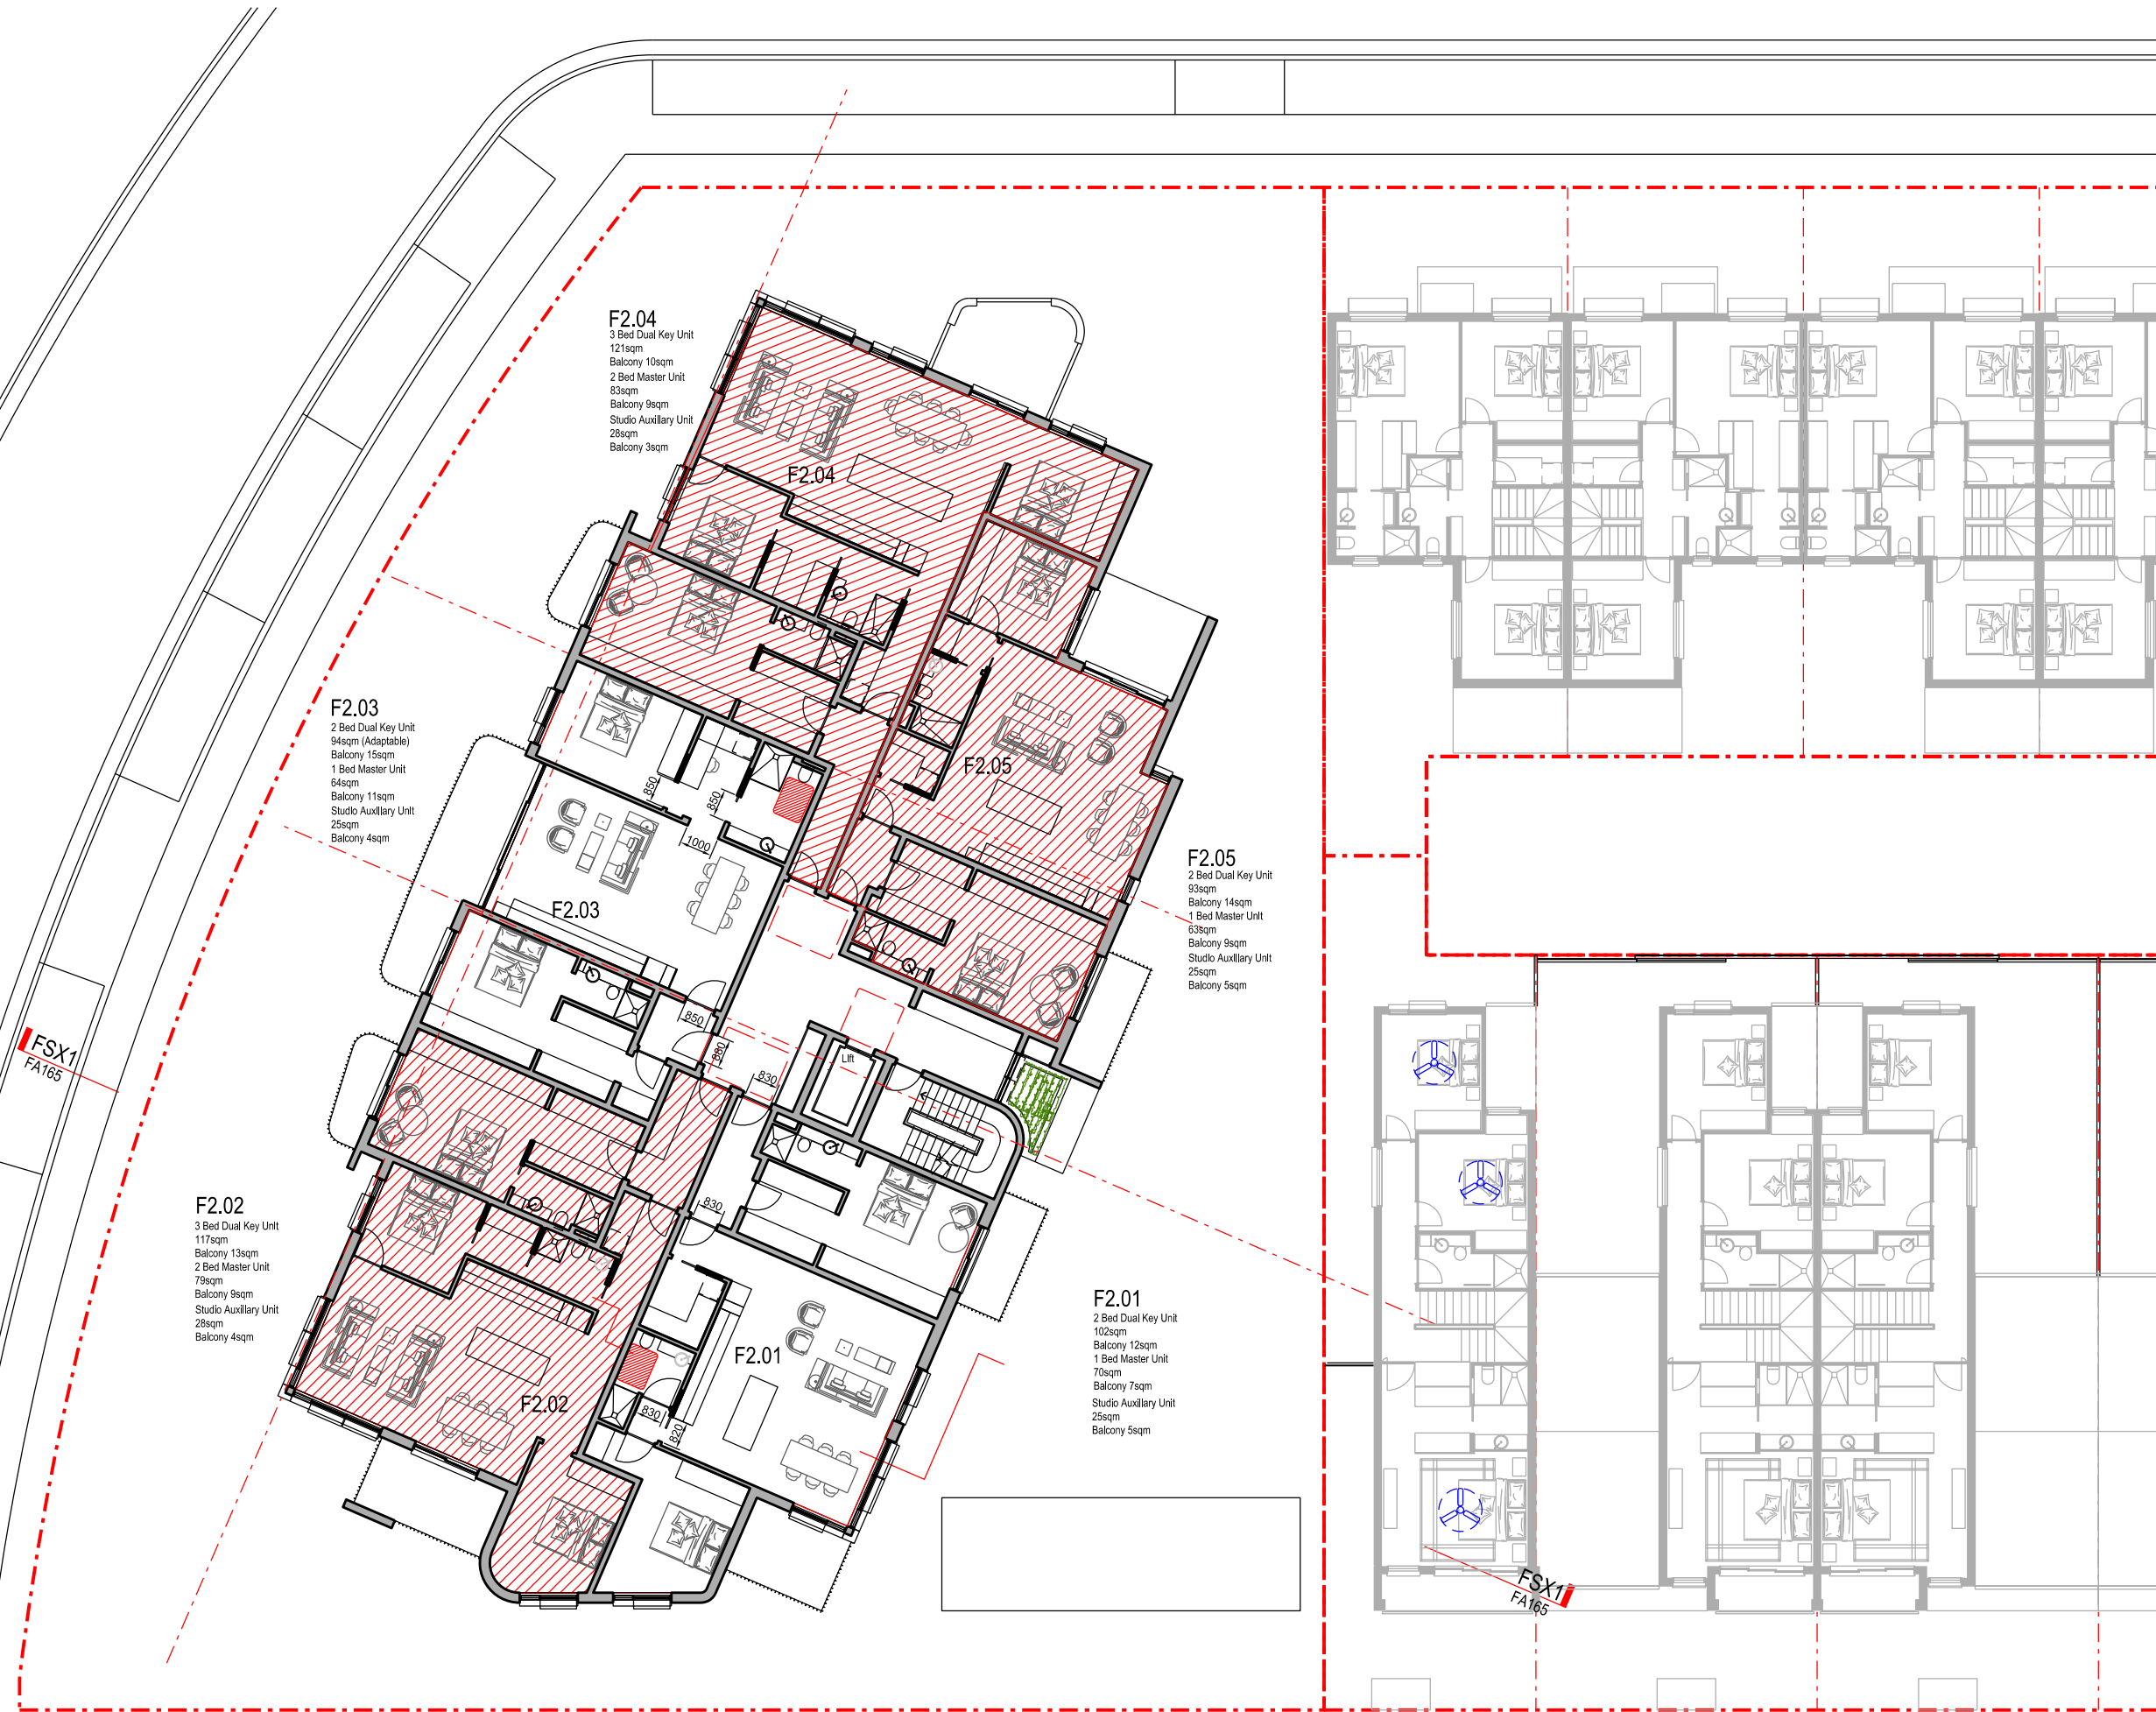 F2.04
3 Bed Dual Key Unit
121sqm
Balcony 10sqm
2 Bed Master Unit
83sqm
Balcony 9sqm
Studio Auxillary Unit
28sqm
Balcony 3sqm
F2.04
F2.03
2 Bed Dual Key Unit
94sqm (Adaptable)
Balcony 15sqm
1 Bed Master Unit
64sqm
Balcony 11sqm
Studio Auxillary Unit
25sqm
Balcony 4sqm
850
850
1000
F2.03
F2.05
F2.05
2 Bed Dual Key Unit
93sqm
Balcony 14sqm
1 Bed Master Unit
63sqm
Balcony 9sqm
Studio Auxillary Unit
25sqm
Balcony 5sqm
FSX1
FA165
850
880
830
Lift
F2.02
3 Bed Dual Key Unit
117sqm
Balcony 13sqm
2 Bed Master Unit
79sqm
Balcony 9sqm
Studio Auxillary Unit
28sqm
Balcony 4sqm
830
F2.01
F2.02
830
820
F2.01
2 Bed Dual Key Unit
102sqm
Balcony 12sqm
1 Bed Master Unit
70sqm
Balcony 7sqm
Studio Auxillary Unit
25sqm
Balcony 5sqm
FSX1
FA165